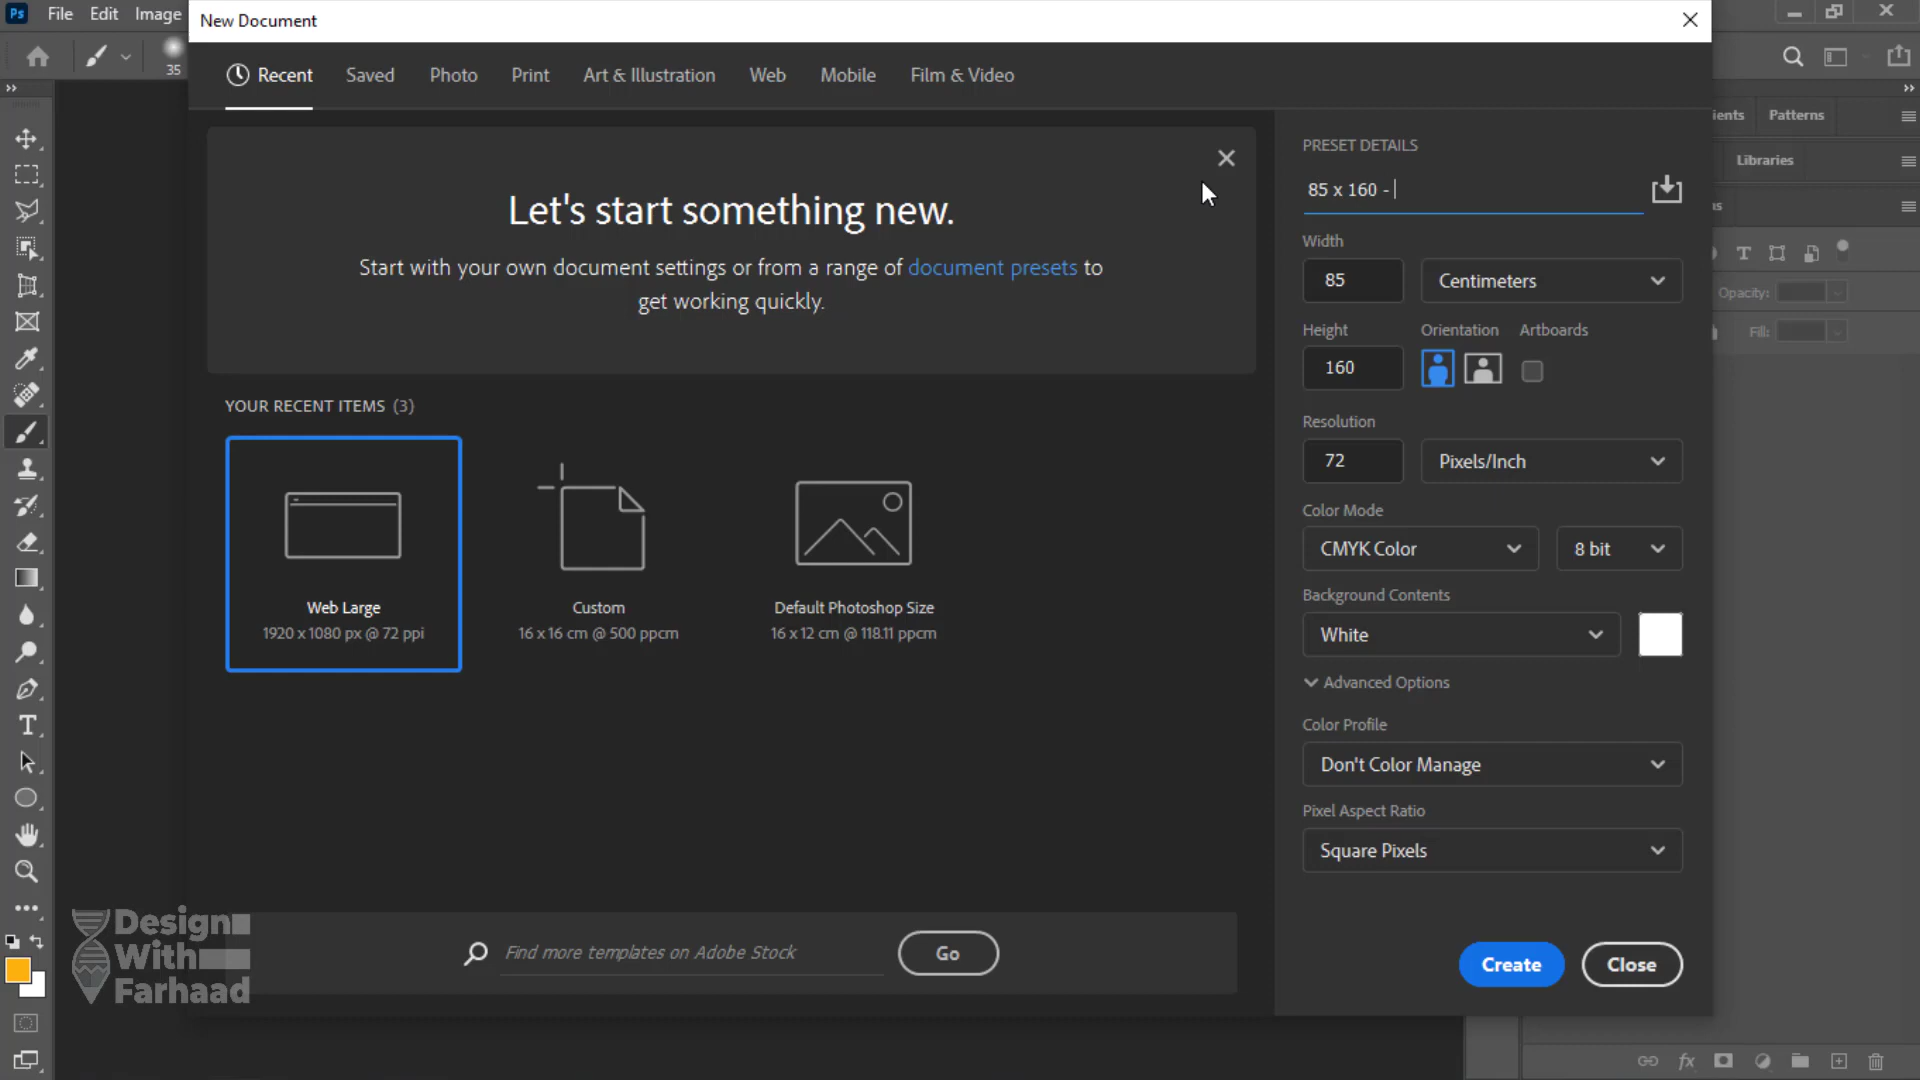 Ps File Edit Image
New Document
35
Recent Saved Photo Print Art & Illustration Web Mobile Film & Video
Patterns
Libraries
Opacity:
Fill:
Let's start something new.
Start with your own document settings or from a range of document presets to
get working quickly.
YOUR RECENT ITEMS (3)
Web Large
1920 x 1080 px @ 72 ppi
Custom
16 x 16 cm @ 500 ppcm
Default Photoshop Size
16 x 12 cm @ 118.11 ppcm
Find more templates on Adobe Stock
Go
PRESET DETAILS
85 x 160 -
Width
85 Centimeters
Height Orientation Artboards
160
Resolution
72 Pixels/Inch
Color Mode
CMYK Color 8 bit
Background Contents
White
Advanced Options
Color Profile
Don't Color Manage
Pixel Aspect Ratio
Square Pixels
Create Close
Design
With
Farhaad
fx